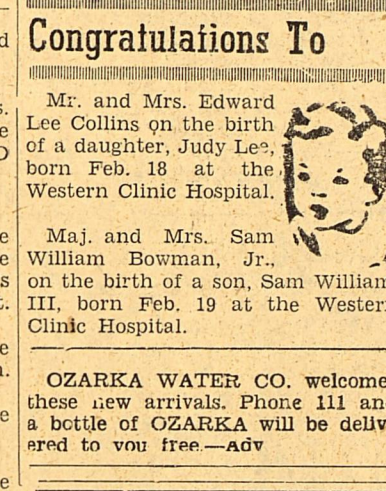 Congratulations To
Mr. and Mrs. Edward
Lee Collins on the birth
of a daughter, Judy Lee,
born Feb. 18 at the
Western Clinic Hospital.
Maj. and Mrs. Sam
William Bowman, Jr.,
on the birth of a son, Sam William
III, born Feb. 19 at the Wester
Clinic Hospital.
OZARKA WATER CO. welcome
these new arrivals. Phone 111 an
a bottle of OZARKA will be deliv
ered to you free.—Adv